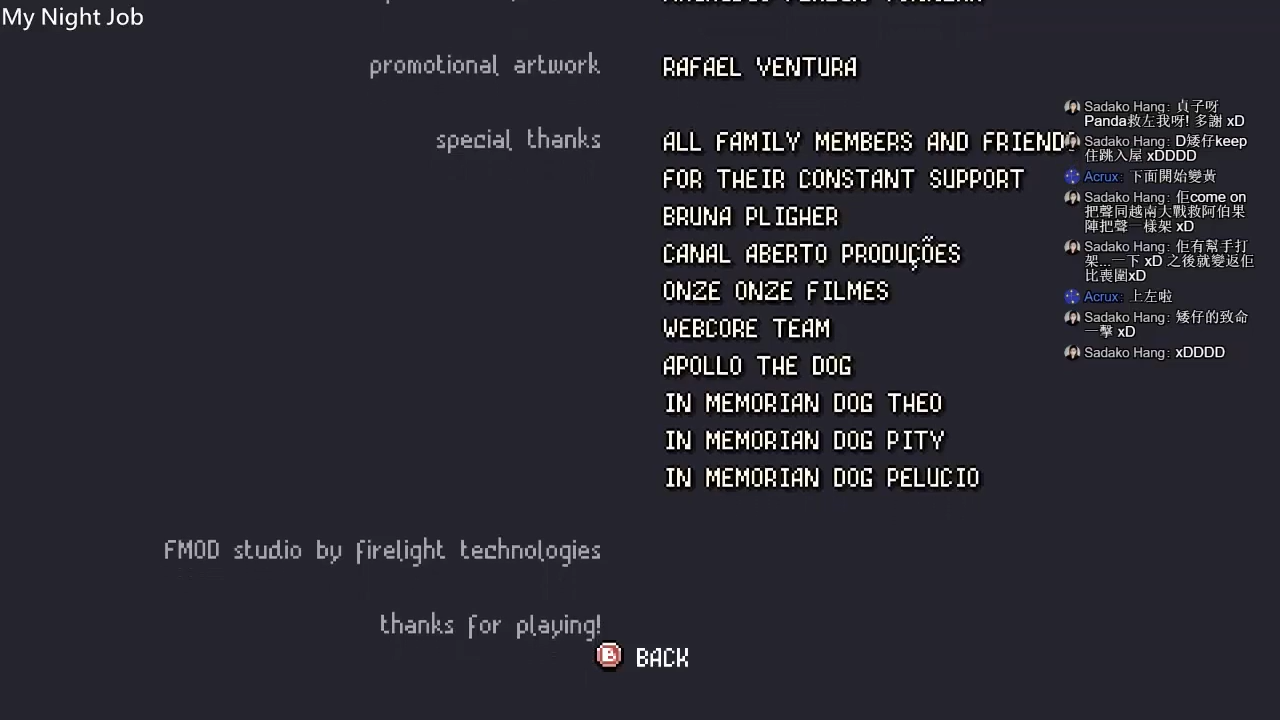 My Night Job
promotional artwork RAFAEL VENTURA
special thanks ALL FAMILY MEMBERS AND FRIENDS
FOR THEIR CONSTANT SUPPORT
BRUNA PLIGHER
CANAL ABERTO PRODUÇÕES
ONZE ONZE FILMES
WEBCORE TEAM
APOLLO THE DOG
IN MEMORIAN DOG THEO
IN MEMORIAN DOG PITY
IN MEMORIAN DOG PELUCIO
FMOD studio by firelight technologies
thanks for playing!
B BACK
Sadako Hang: 貞子呀
Panda救左我呀! 多謝 xD
Sadako Hang: D矮仔keep
住跳入屋 xDDDD
Acrux: 下面開始變黃
Sadako Hang: 佢come on
把聲同越南大戰救阿伯果
陣把聲一樣架 xD
Sadako Hang: 佢有幫手打
架...一下 xD 之後就變返佢
比喪圍xD
Acrux: 上左啦
Sadako Hang: 矮仔的致命
一擊 xD
Sadako Hang: xDDDD